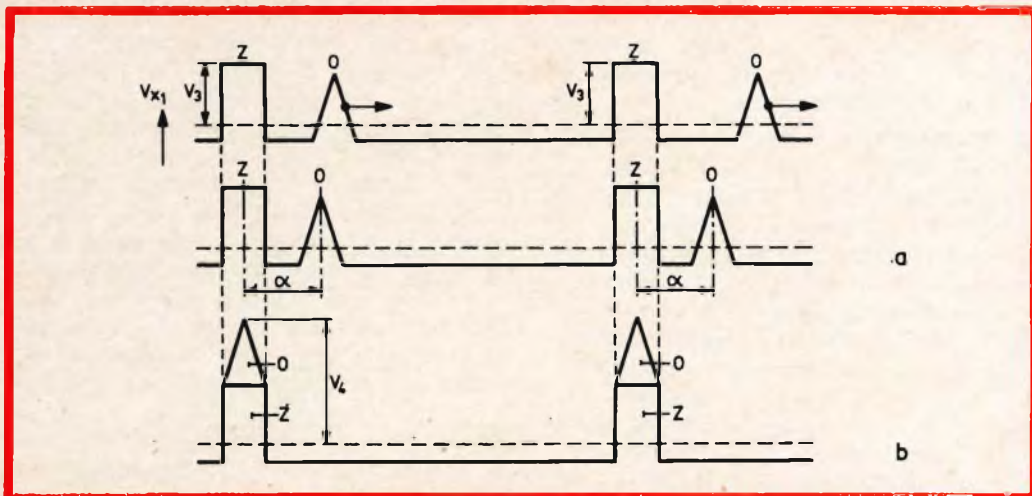 Z O Z O
V₃ V₃
Vx₁
Z O Z O
a
α α
O O
V₄
Z Z
b